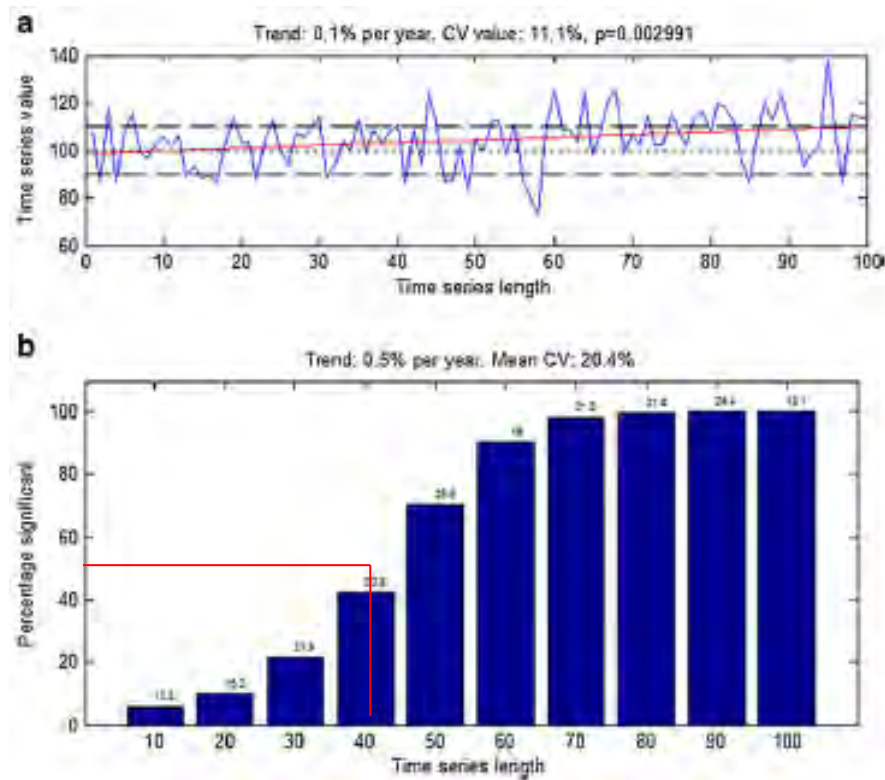 a
Trend: 0.1% per year. CV value: 11.1%, p=0.002991
Time series value
140
120
100
80
60
0 10 20 30 40 50 60 70 80 90 100
Time series length
b
Trend: 0.5% per year. Mean CV: 20.4%
Percentage significant
100
80
60
40
20
0
10 20 30 40 50 60 70 80 90 100
Time series length